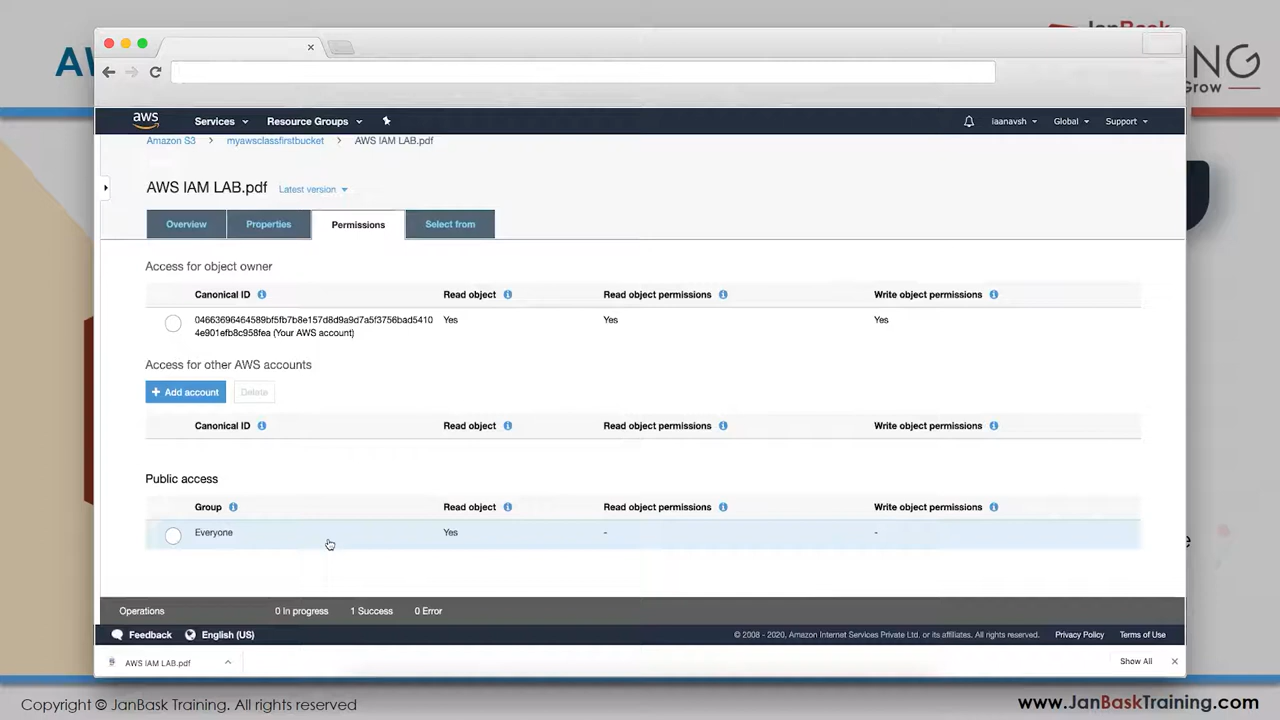 AW
JanBask
NING
Grow
aws
Services
Resource Groups
iaanavsh
Global
Support
Amazon S3
myawsclassfirstbucket
AWS IAM LAB.pdf
AWS IAM LAB.pdf
Latest version
Overview
Properties
Permissions
Select from
Access for object owner
Canonical ID
Read object
Read object permissions
Write object permissions
04663696464589bf5fb7b8e157d8d9a9d7a5f3756bad5410
4e901efb8c958fea (Your AWS account)
Yes
Yes
Yes
Access for other AWS accounts
+ Add account
Delete
Canonical ID
Read object
Read object permissions
Write object permissions
Public access
Group
Read object
Read object permissions
Write object permissions
Everyone
Yes
-
-
e
Operations
0 In progress
1 Success
0 Error
Feedback
English (US)
© 2008 - 2020, Amazon Internet Services Private Ltd. or its affiliates. All rights reserved.
Privacy Policy
Terms of Use
AWS IAM LAB.pdf
Show All
Copyright © JanBask Training. All rights reserved
www.JanBaskTraining.com